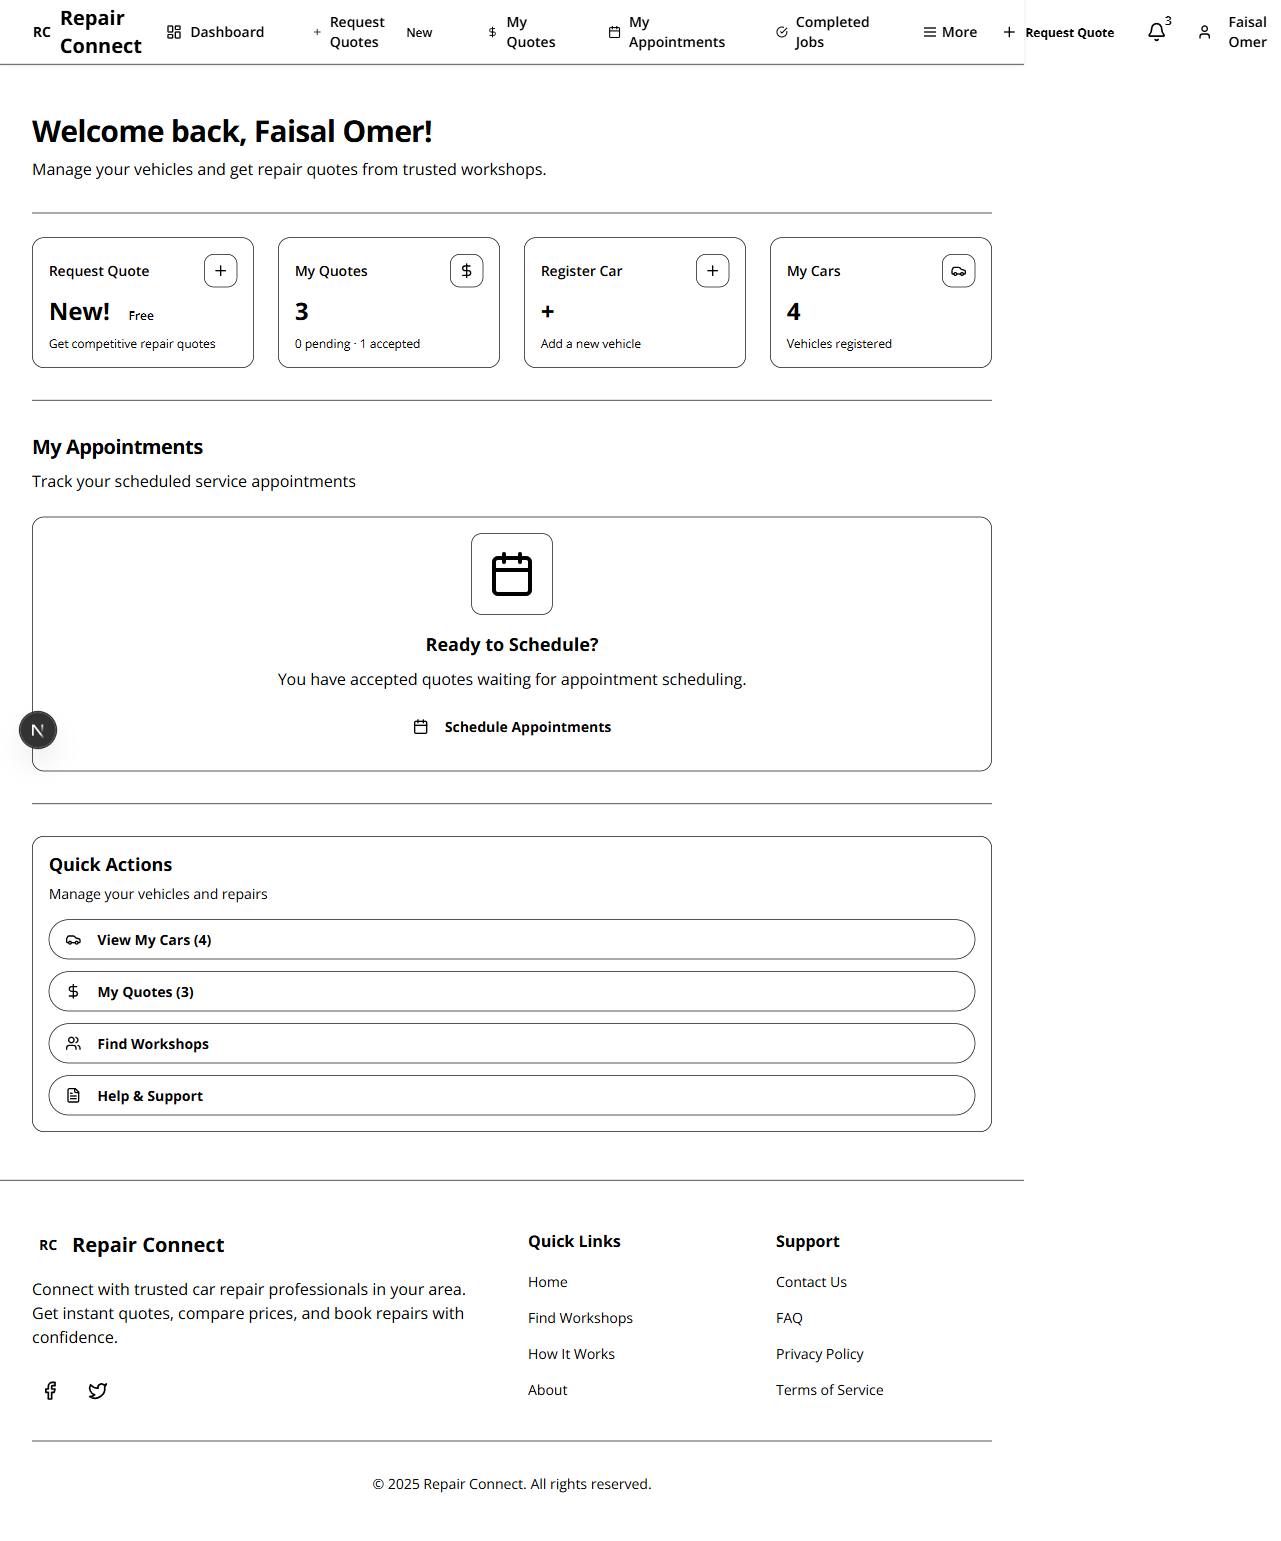 RC
Repair
Connect
Dashboard
Request
Quotes
New
My
Quotes
My
Appointments
Completed
Jobs
More
Request Quote
3
Faisal
Omer
Welcome back, Faisal Omer!
Manage your vehicles and get repair quotes from trusted workshops.
Request Quote
New! Free
Get competitive repair quotes
My Quotes
$
3
0 pending · 1 accepted
Register Car
+
Add a new vehicle
My Cars
4
Vehicles registered
My Appointments
Track your scheduled service appointments
Ready to Schedule?
You have accepted quotes waiting for appointment scheduling.
Schedule Appointments
N
Quick Actions
Manage your vehicles and repairs
View My Cars (4)
$ My Quotes (3)
Find Workshops
Help & Support
RC Repair Connect
Connect with trusted car repair professionals in your area.
Get instant quotes, compare prices, and book repairs with
confidence.
Quick Links
Home
Find Workshops
How It Works
About
Support
Contact Us
FAQ
Privacy Policy
Terms of Service
© 2025 Repair Connect. All rights reserved.